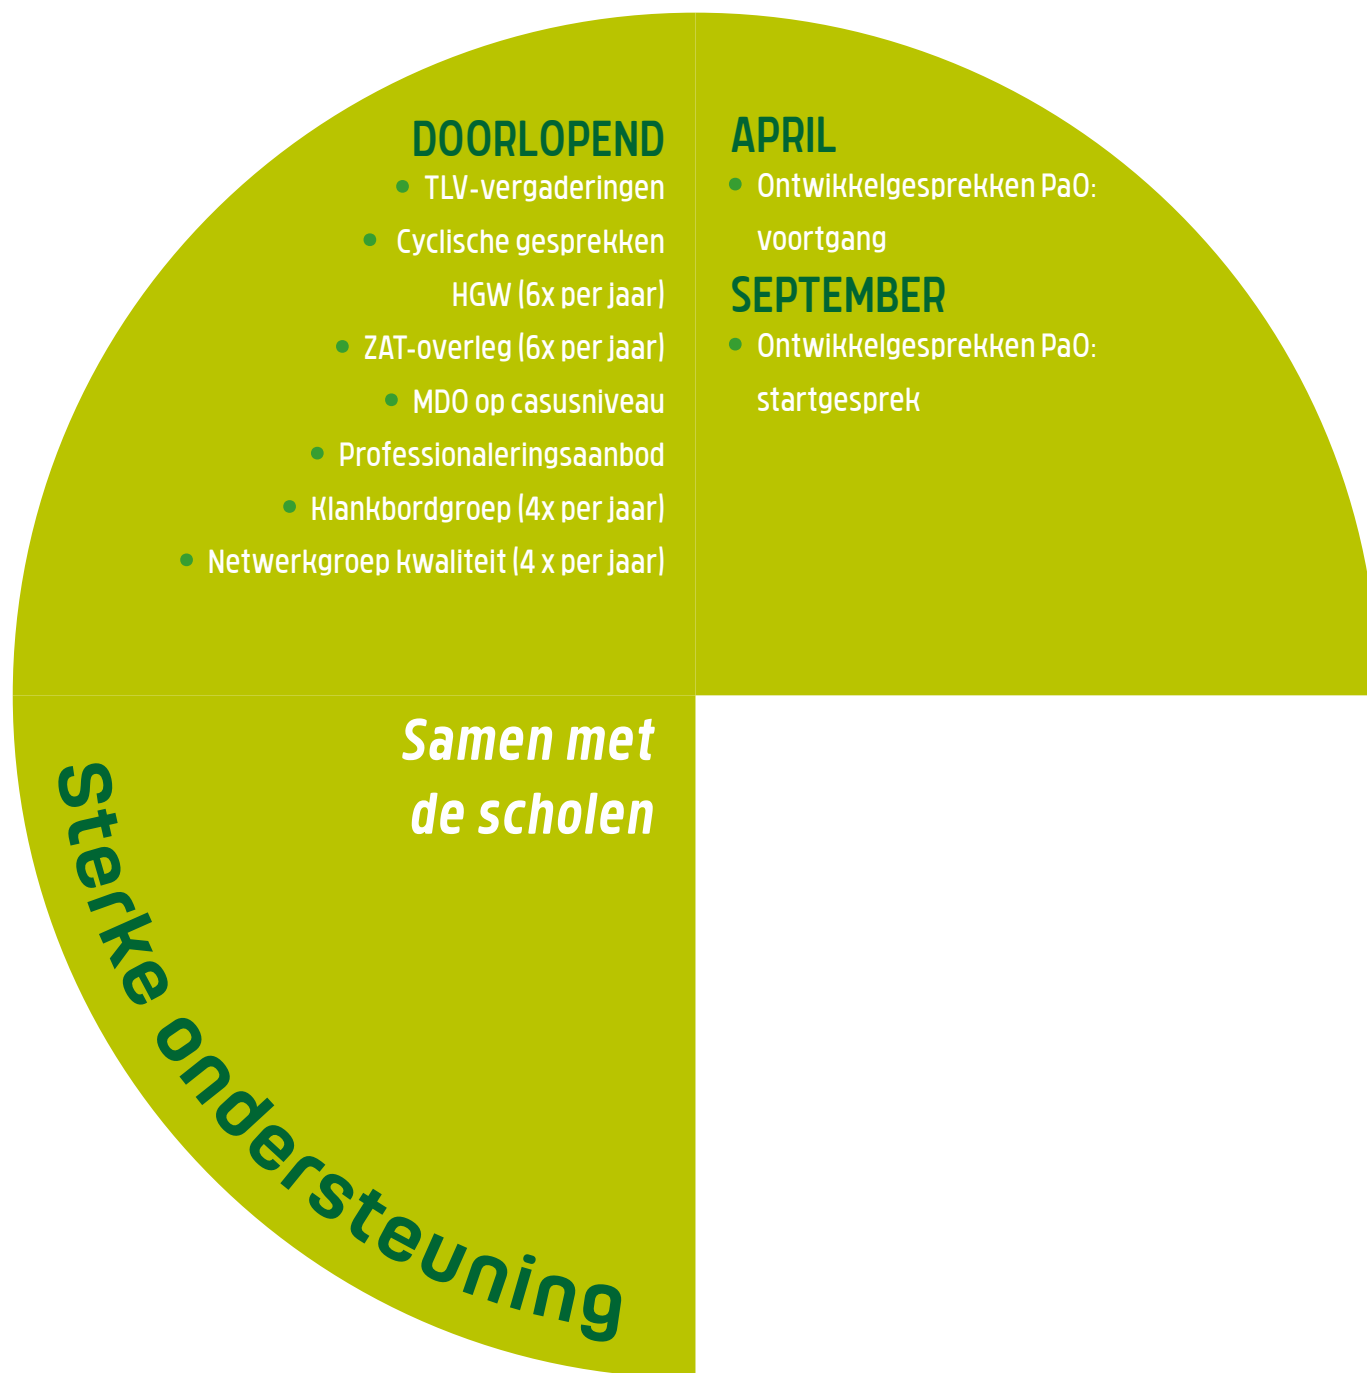 DOORLOPEND
• TLV-vergaderingen
• Cyclische gesprekken
HGW (6x per jaar)
• ZAT-overleg (6x per jaar)
• MDO op casusniveau
• Professionaleringsaanbod
• Klankbordgroep (4x per jaar)
• Netwerkgroep kwaliteit (4 x per jaar)
APRIL
• Ontwikkelgesprekken PaO:
voortgang
SEPTEMBER
• Ontwikkelgesprekken PaO:
startgesprek
Samen met
de scholen
Sterke ondersteuning